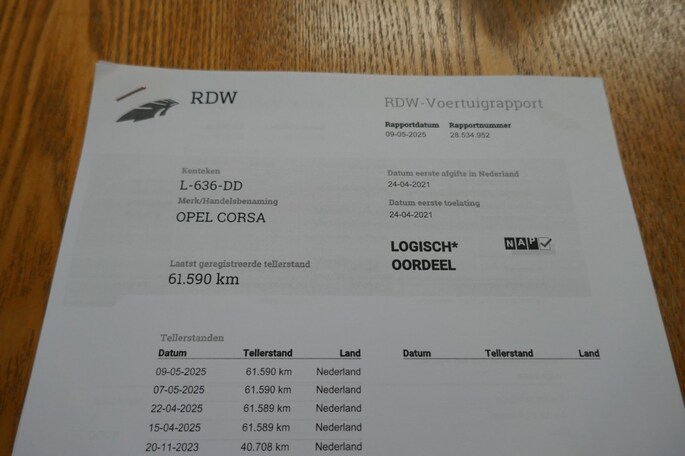 RDW
RDW-Voertuigrapport
Rapportdatum Rapportnummer
09-05-2025 28.534.952
Kenteken
L-636-DD
Merk/Handelsbenaming
OPEL CORSA
Datum eerste afgifte in Nederland
24-04-2021
Datum eerste toelating
24-04-2021
Laatst geregistreerde tellerstand
61.590 km
LOGISCH*
OORDEEL
NAP
Tellerstanden
Datum Tellerstand Land Datum Tellerstand Land
09-05-2025 61.590 km Nederland
07-05-2025 61.590 km Nederland
22-04-2025 61.589 km Nederland
15-04-2025 61.589 km Nederland
20-11-2023 40.708 km Nederland